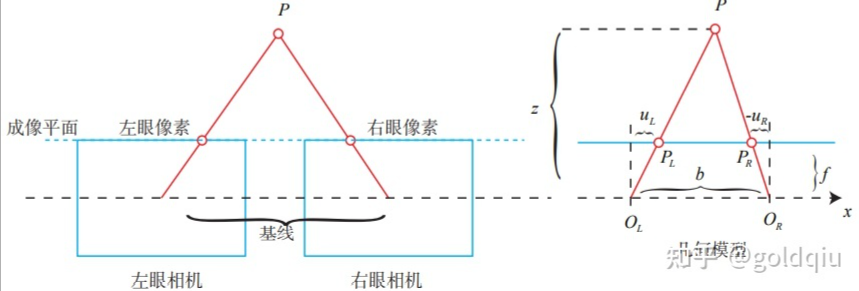 P
成像平面
左眼像素
右眼像素
基线
左眼相机
右眼相机
P
z
u_L
-u_R
P_L
P_R
b
f
x
O_L
O_R
几何模型
知乎 @goldqiu